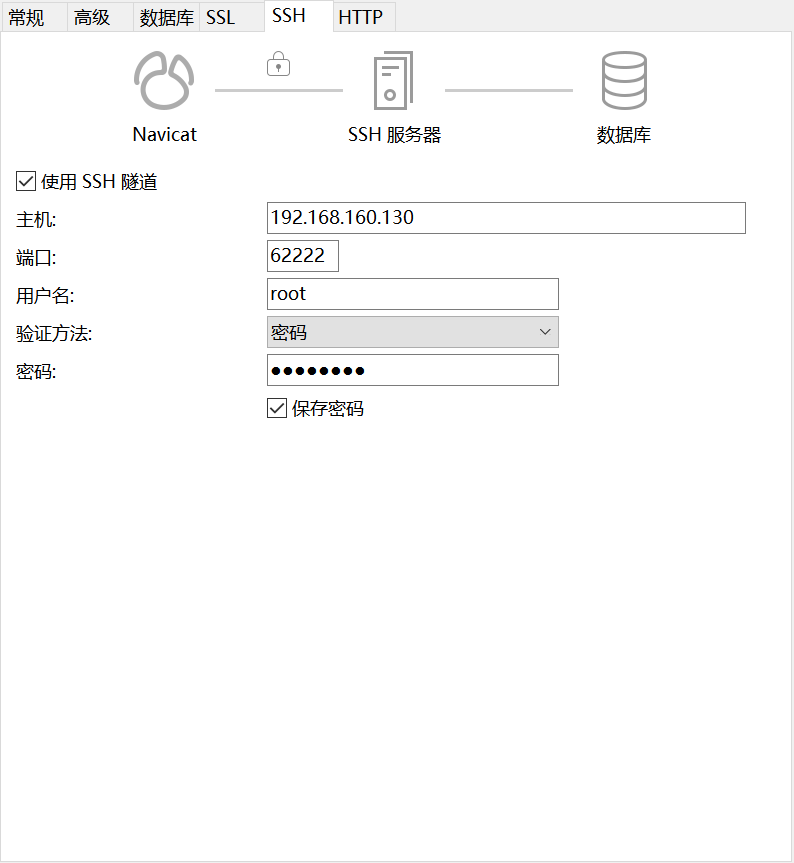 常规 高级 数据库 SSL SSH HTTP
Navicat SSH 服务器 数据库
使用 SSH 隧道
主机: 192.168.160.130
端口: 62222
用户名: root
验证方法: 密码
密码: ●●●●●●●●
保存密码